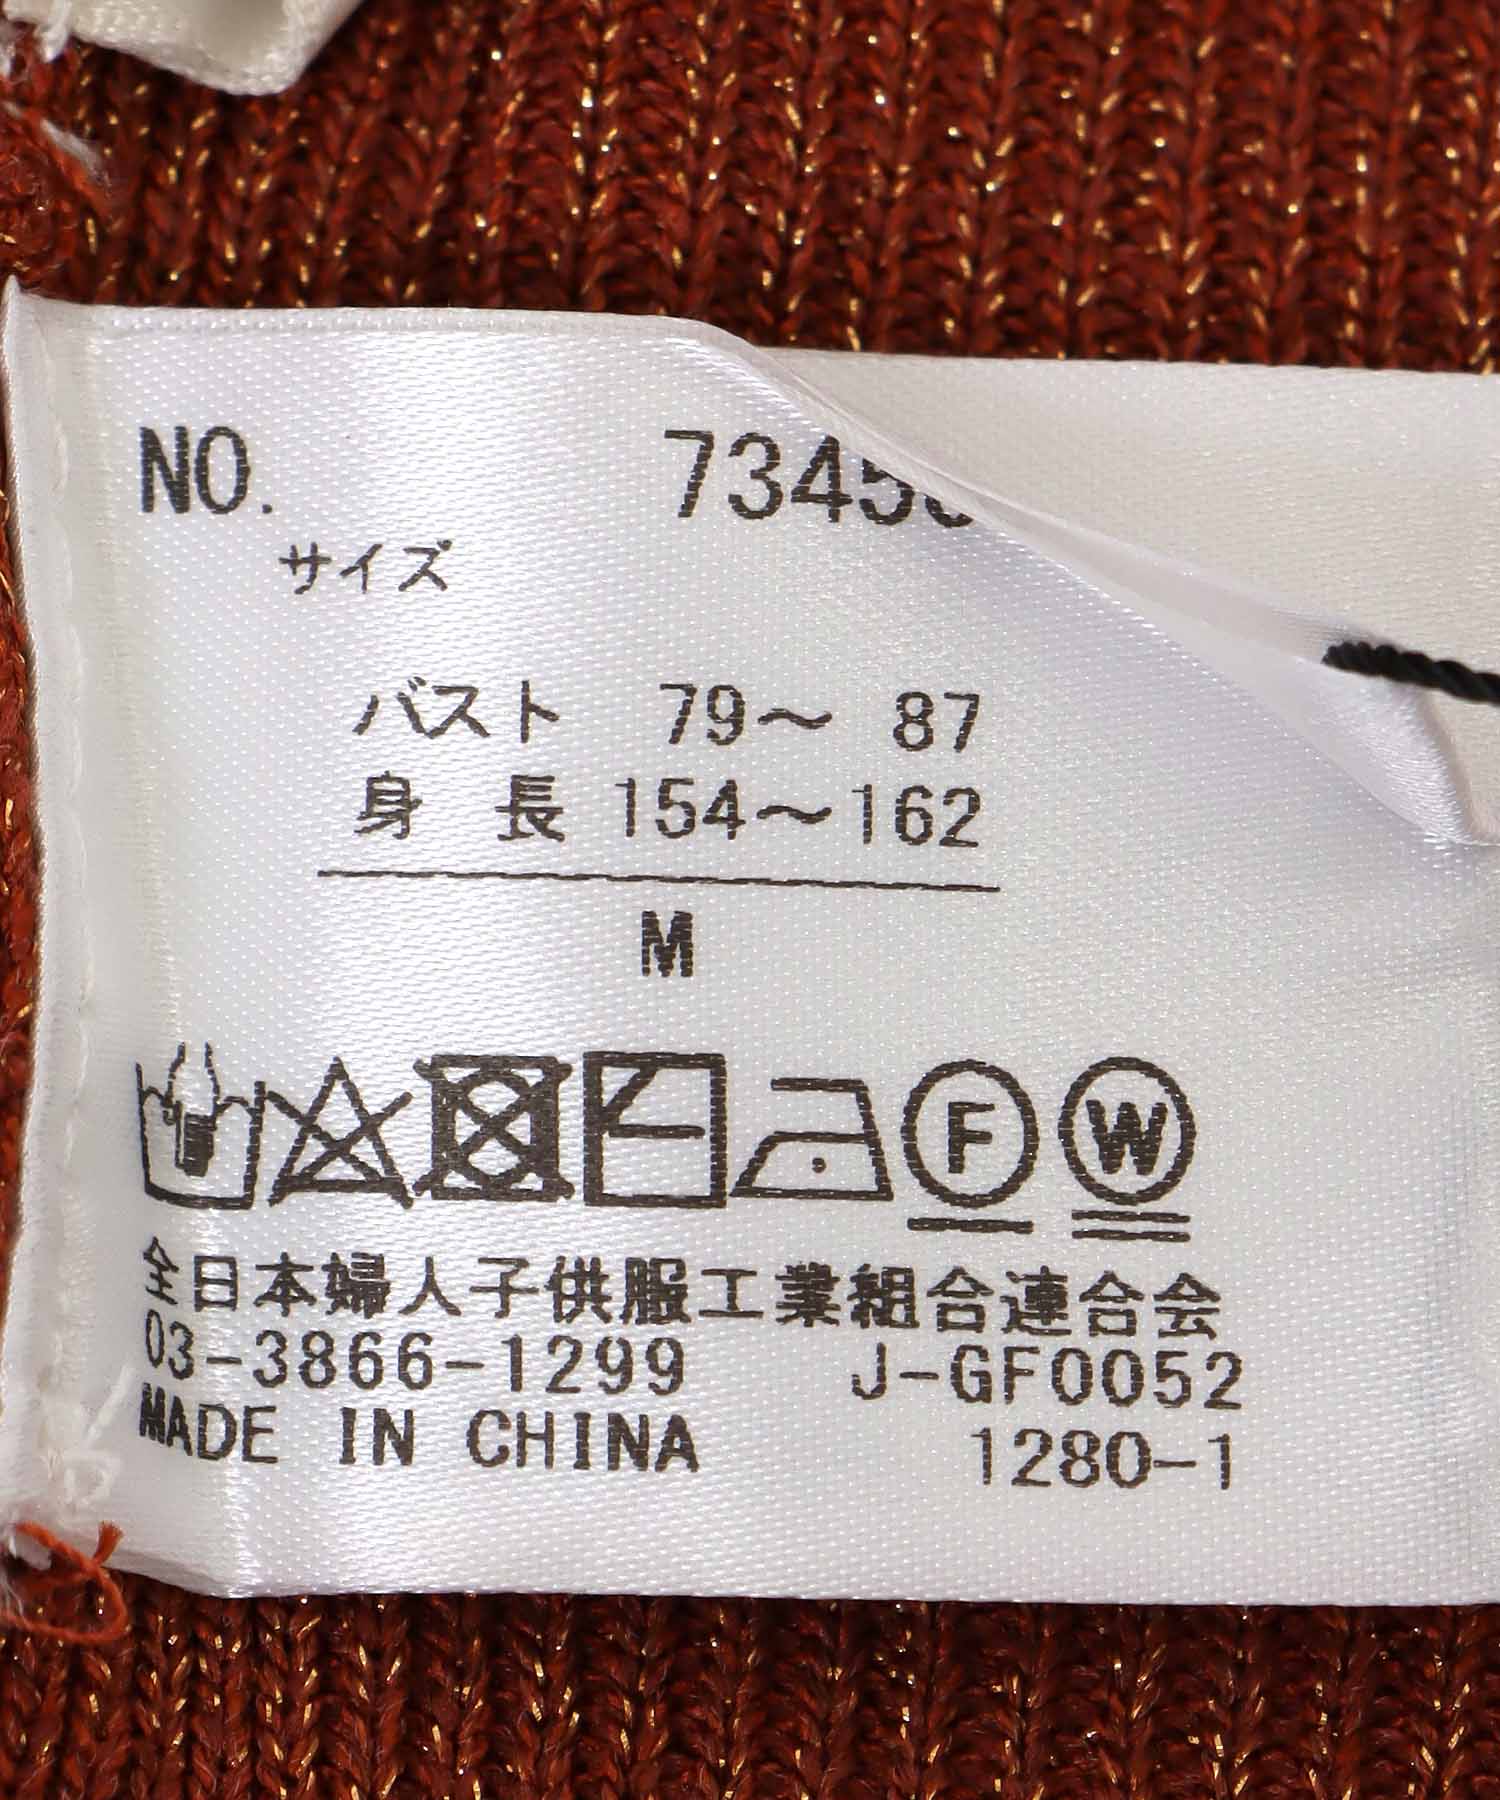 NO.
サイズ
バスト 79～ 87
身 長 154～162
M
F W
全日本婦人子供服工業組合連合会
03-3866-1299 J-GF0052
MADE IN CHINA 1280-1